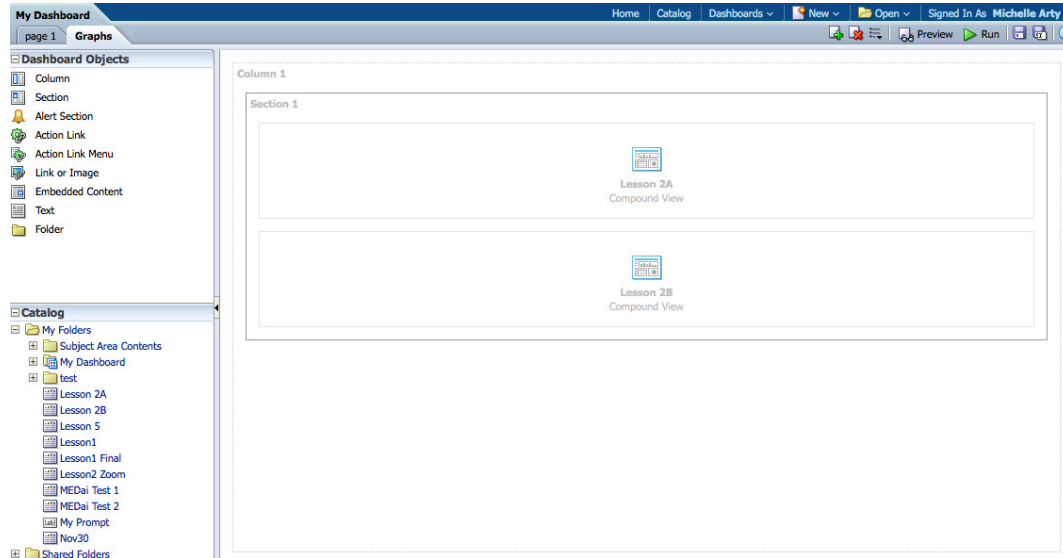 My Dashboard
Home Catalog Dashboards New Open Signed In As Michelle Arty
page 1 Graphs
Preview Run
Dashboard Objects
Column
Section
Alert Section
Action Link
Action Link Menu
Link or Image
Embedded Content
Text
Folder
Catalog
My Folders
Subject Area Contents
My Dashboard
test
Lesson 2A
Lesson 2B
Lesson 5
Lesson1
Lesson1 Final
Lesson2 Zoom
MEDai Test 1
MEDai Test 2
My Prompt
Nov30
Shared Folders
Column 1
Section 1
Lesson 2A
Compound View
Lesson 2B
Compound View